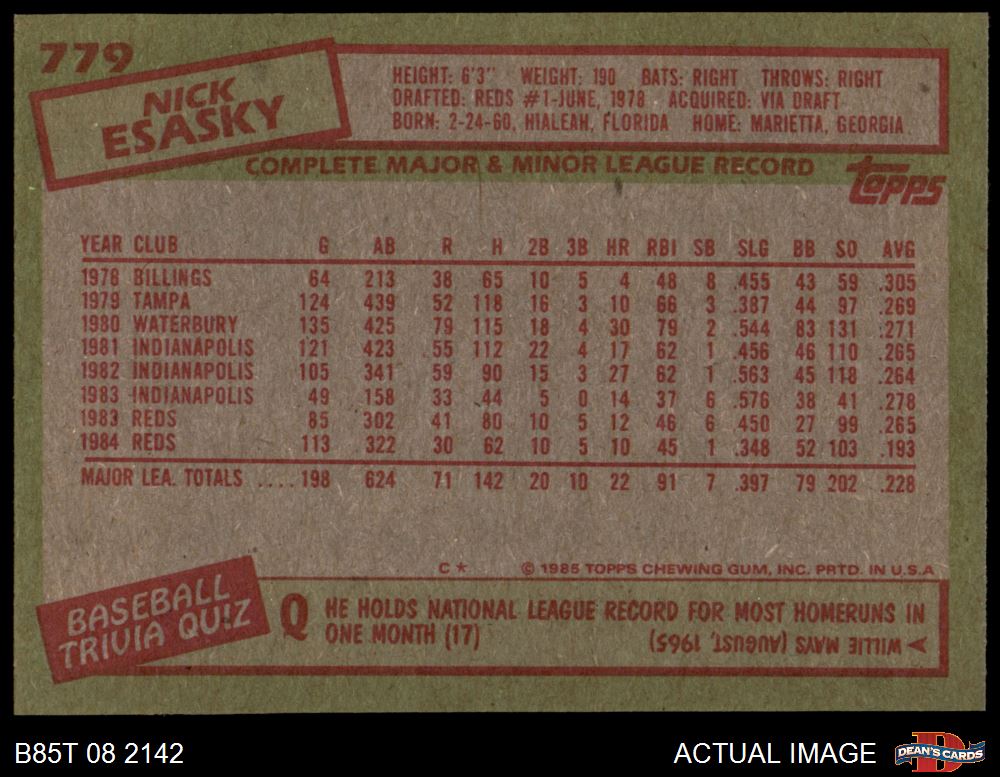 779
NICK
ESASKY
HEIGHT: 6'3" WEIGHT: 190 BATS: RIGHT THROWS: RIGHT
DRAFTED: REDS #1-JUNE, 1978 ACQUIRED: VIA DRAFT
BORN: 2-24-60, HIALEAH, FLORIDA HOME: MARIETTA, GEORGIA
COMPLETE MAJOR & MINOR LEAGUE RECORD
topps
YEAR CLUB G AB R H 2B 3B HR RBI SB SLG BB SO AVG
1978 BILLINGS 64 213 38 65 10 5 4 48 8 .455 43 59 .305
1979 TAMPA 124 439 52 118 16 3 10 66 3 .387 44 97 .269
1980 WATERBURY 135 425 79 115 18 4 30 79 2 .544 83 131 .271
1981 INDIANAPOLIS 121 423 55 112 22 4 17 62 1 .456 46 110 .265
1982 INDIANAPOLIS 105 341 59 90 15 3 27 62 1 .563 45 118 .264
1983 INDIANAPOLIS 49 158 33 44 5 0 14 37 6 .576 38 41 .278
1983 REDS 85 302 41 80 10 5 12 46 6 .450 27 99 .265
1984 REDS 113 322 30 62 10 5 10 45 1 .348 52 103 .193
MAJOR LEA. TOTALS .... 198 624 71 142 20 10 22 91 7 .397 79 202 .228
C* © 1985 TOPPS CHEWING GUM, INC. PRTD. IN U.S.A
BASEBALL
TRIVIA QUIZ
Q HE HOLDS NATIONAL LEAGUE RECORD FOR MOST HOMERUNS IN
ONE MONTH (17)
WILLIE MAYS (AUGUST, 1965)
B85T 08 2142
ACTUAL IMAGE
D
DEAN'S CARDS